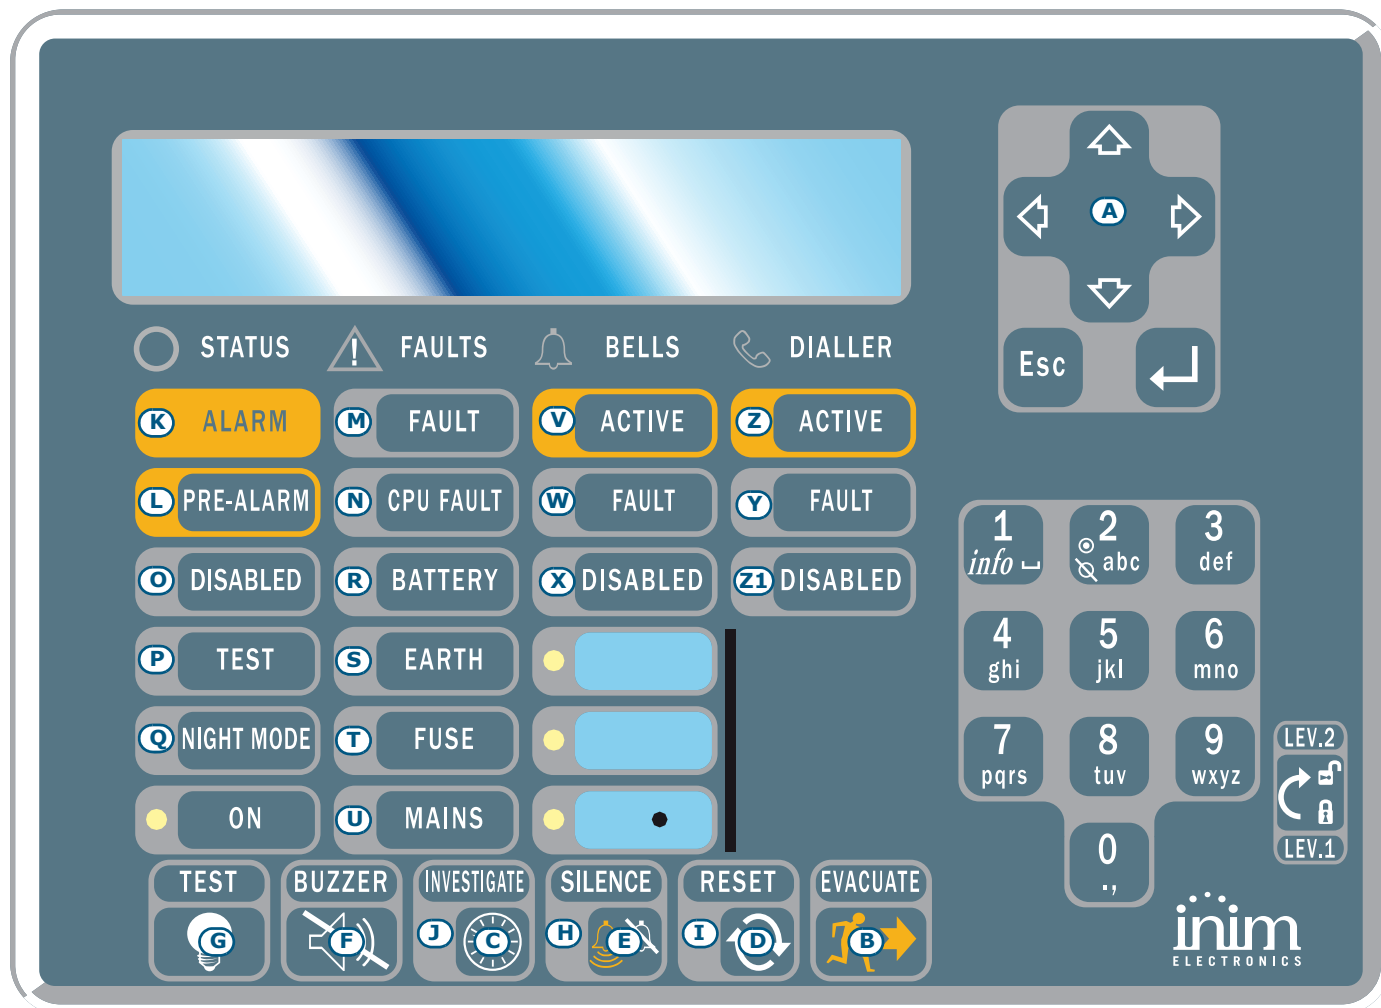 A
Esc
STATUS FAULTS BELLS DIALLER
K ALARM M FAULT V ACTIVE Z ACTIVE
L PRE-ALARM N CPU FAULT W FAULT Y FAULT
O DISABLED R BATTERY X DISABLED Z1 DISABLED
P TEST S EARTH
Q NIGHT MODE T FUSE
ON U MAINS
1 2 3
info abc def
4 5 6
ghi jkl mno
7 8 9
pqrs tuv wxyz
0
.,
LEV.2
LEV.1
TEST BUZZER INVESTIGATE SILENCE RESET EVACUATE
G F J C H E I D B
inim
ELECTRONICS